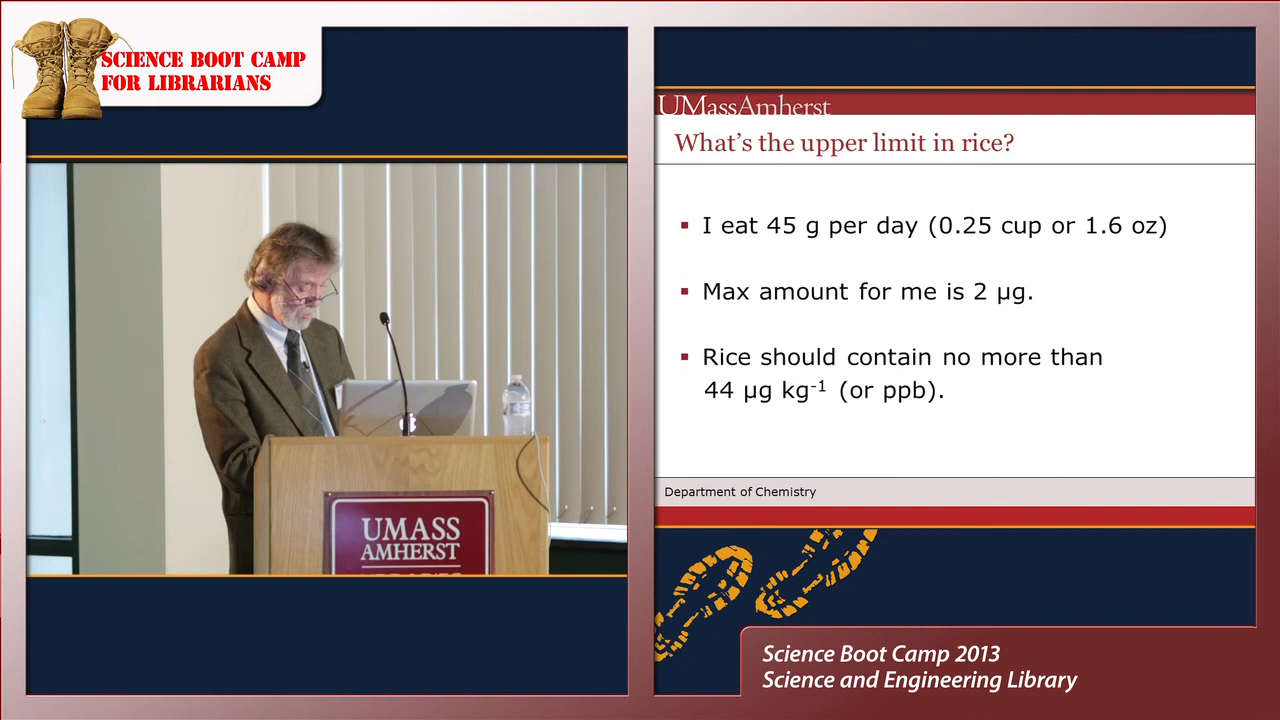 SCIENCE BOOT CAMP
FOR LIBRARIANS
UMASS
AMHERST
LIBRARIES
UMassAmherst
What's the upper limit in rice?
▪ I eat 45 g per day (0.25 cup or 1.6 oz)
▪ Max amount for me is 2 µg.
▪ Rice should contain no more than
44 µg kg⁻¹ (or ppb).
Department of Chemistry
Science Boot Camp 2013
Science and Engineering Library